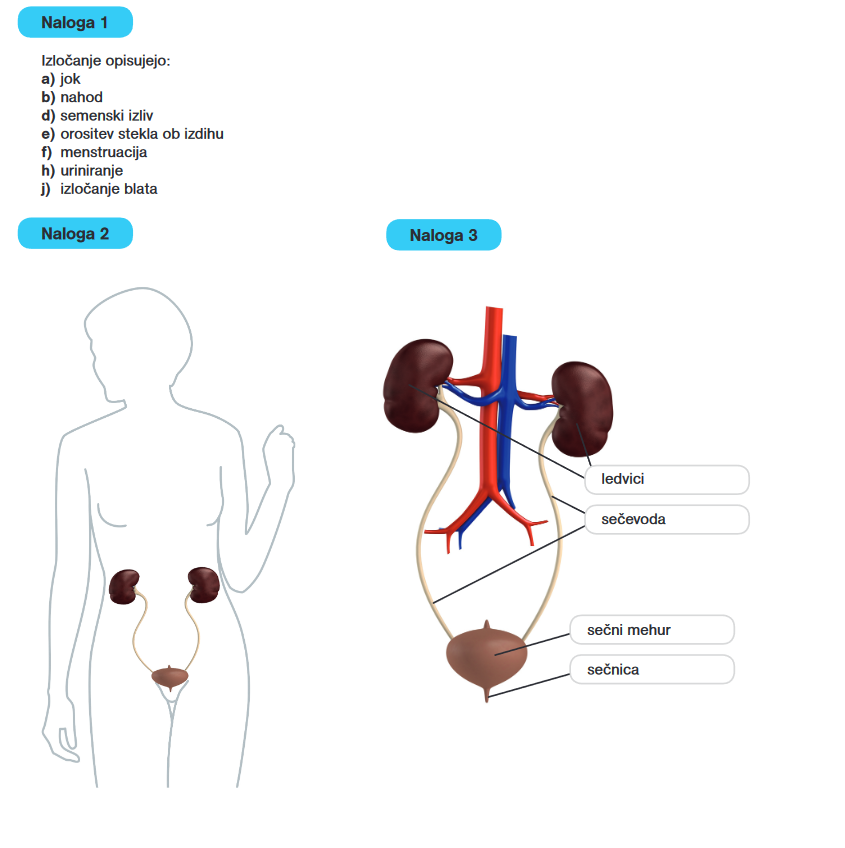 Naloga 1
Izločanje opisujejo:
a) jok
b) nahod
d) semenski izliv
e) orositev stekla ob izdihu
f) menstruacija
h) uriniranje
j) izločanje blata
Naloga 2
Naloga 3
ledvici
sečevoda
sečni mehur
sečnica